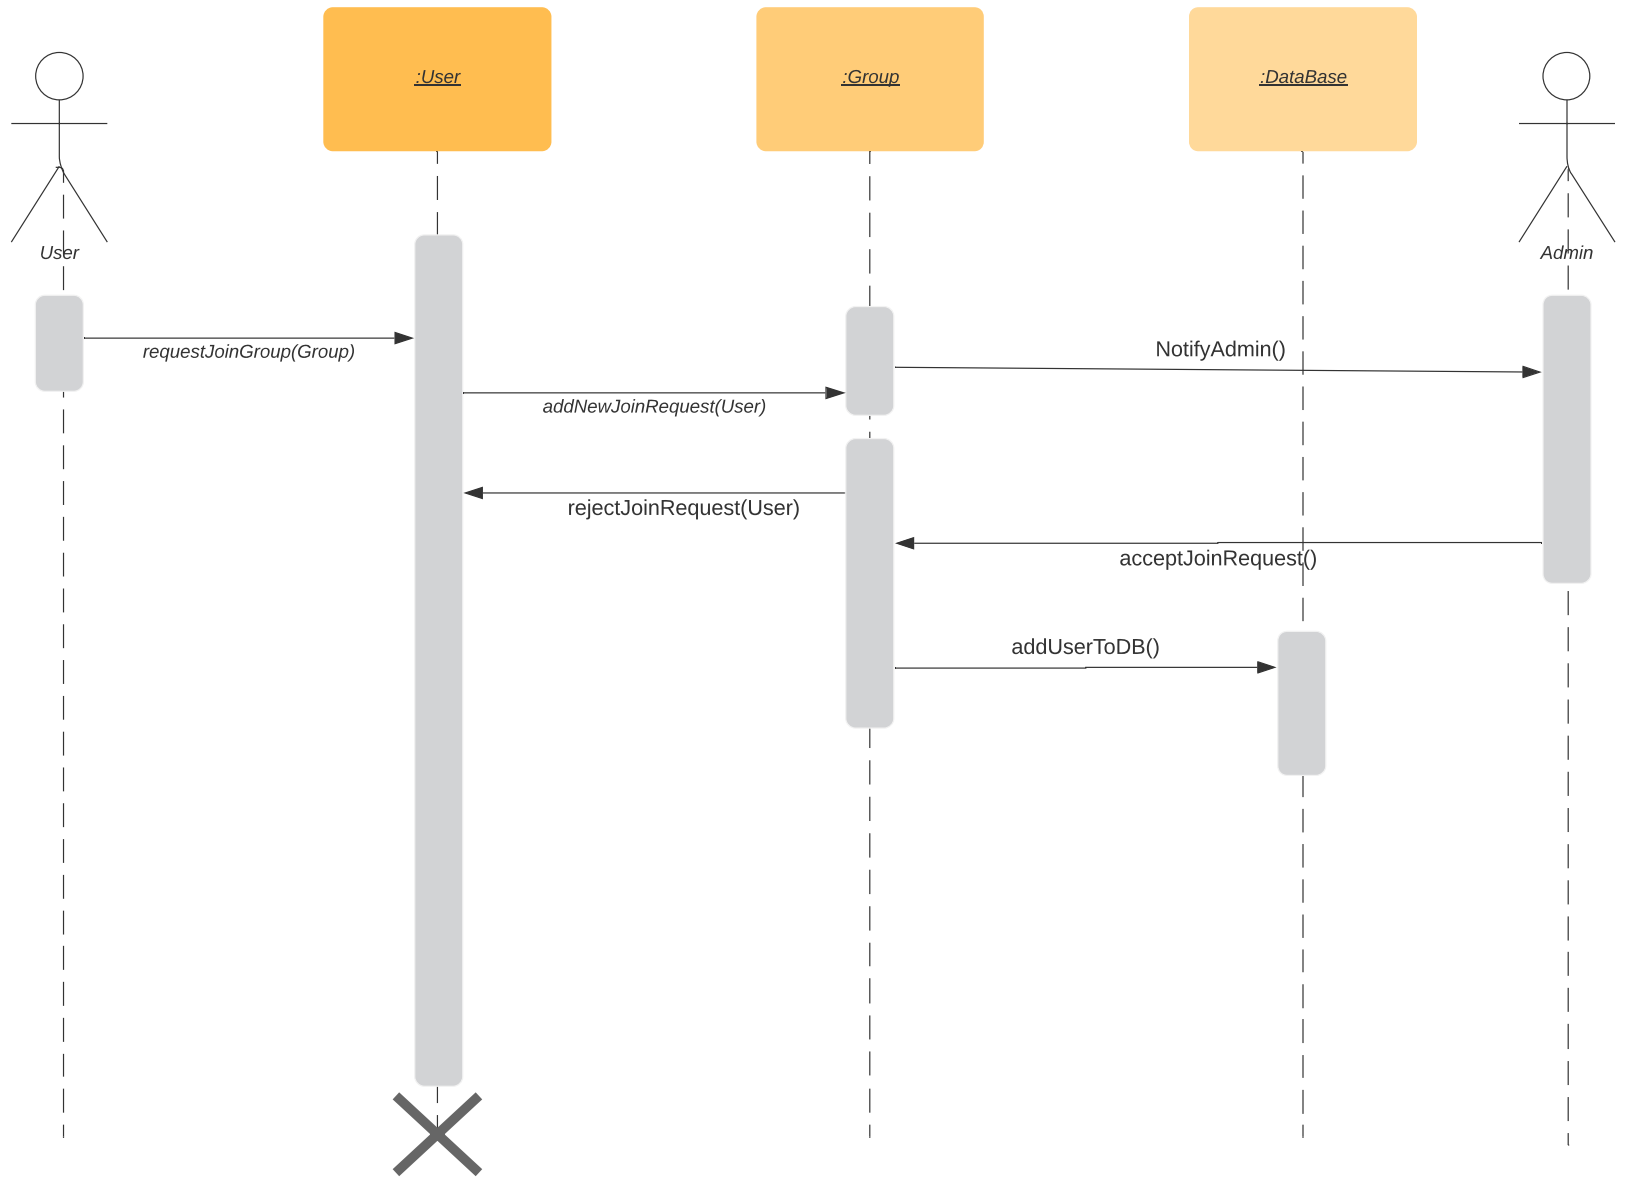 :User
:Group
:DataBase
User
Admin
requestJoinGroup(Group)
NotifyAdmin()
addNewJoinRequest(User)
rejectJoinRequest(User)
acceptJoinRequest()
addUserToDB()